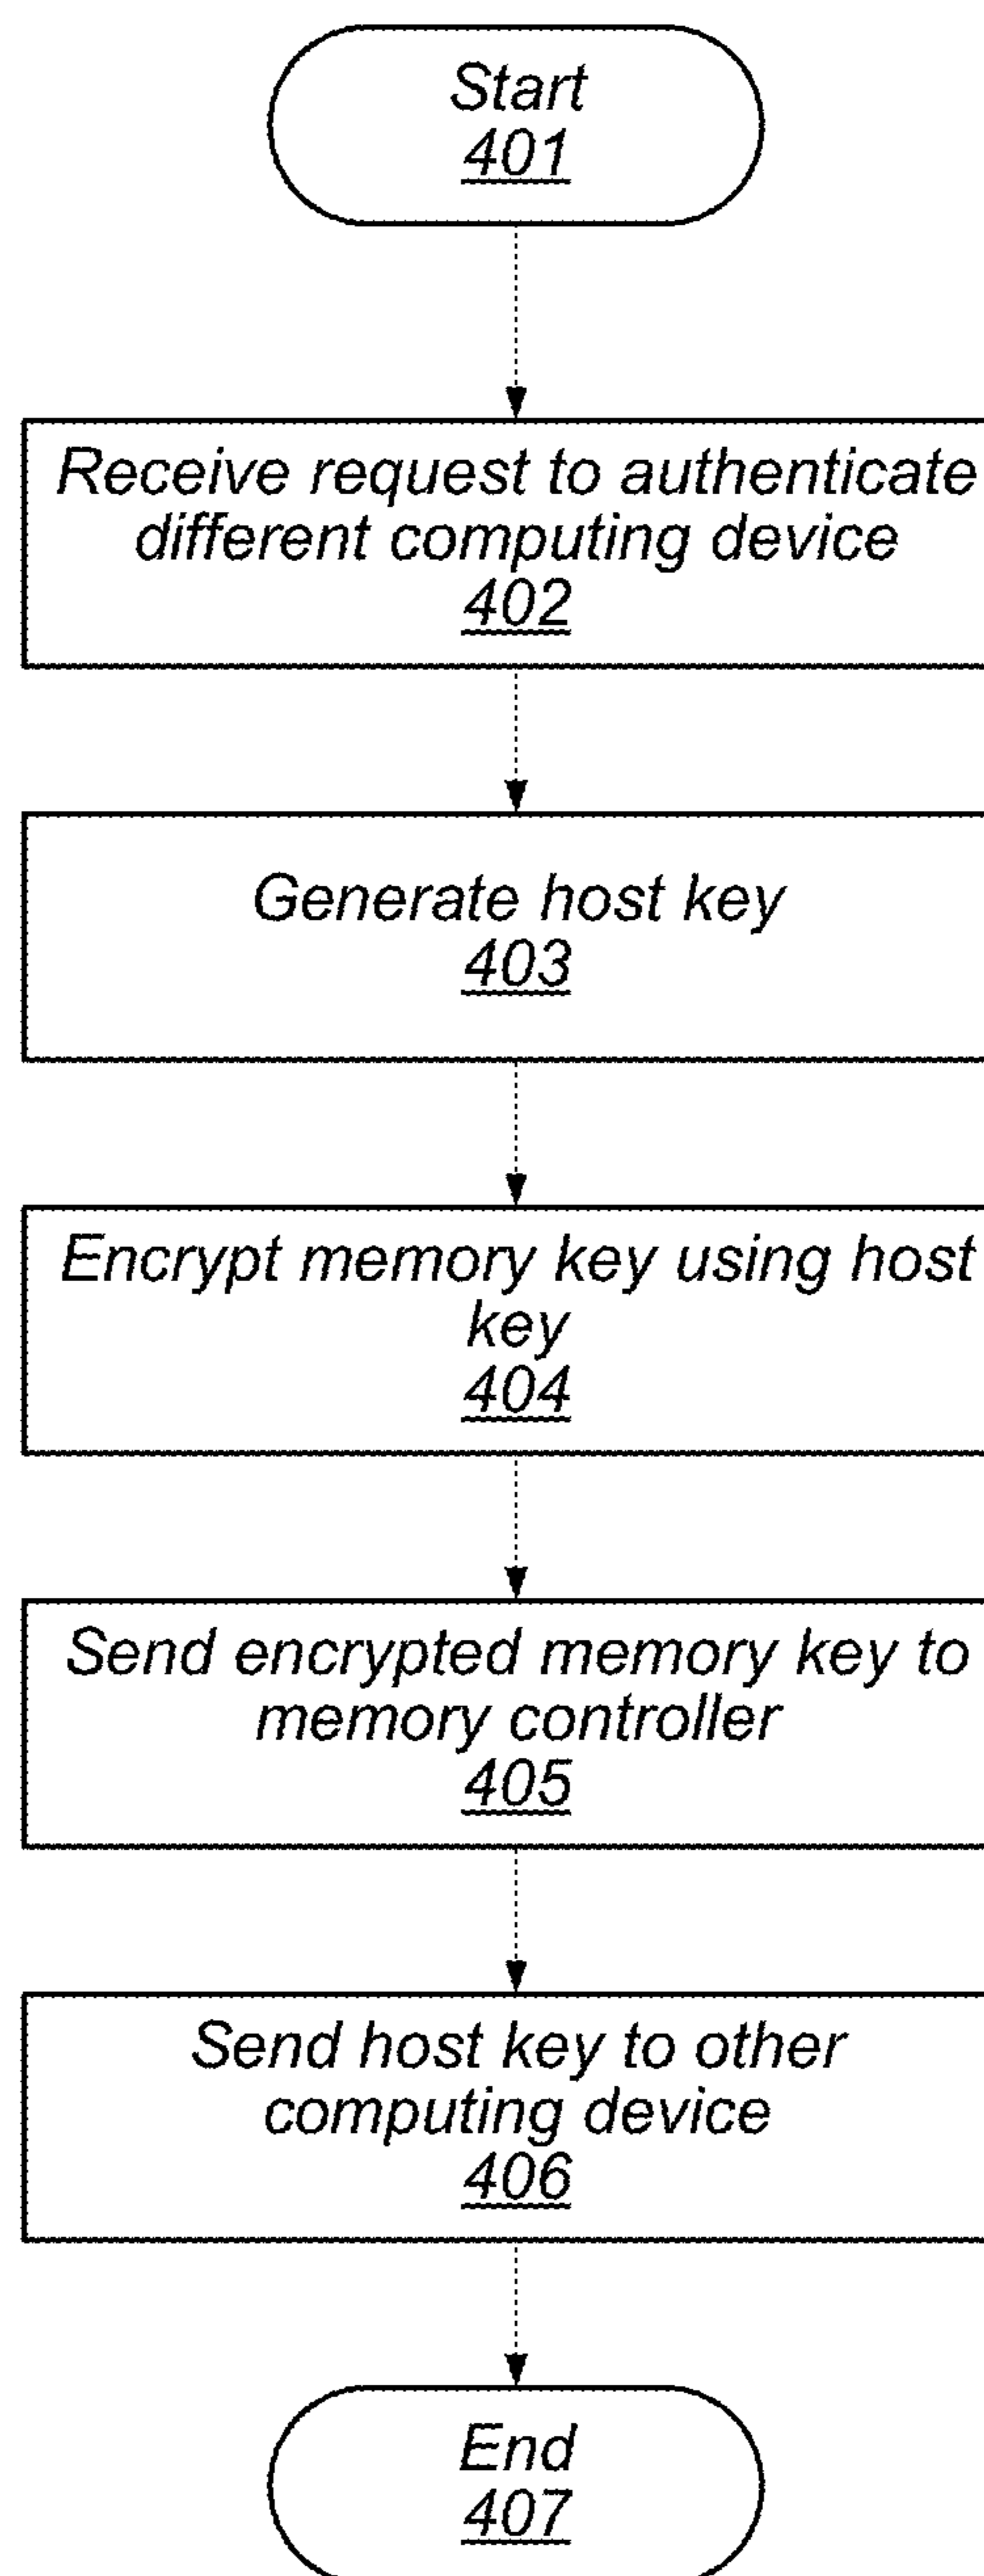 Start
401
Receive request to authenticate
different computing device
402
Generate host key
403
Encrypt memory key using host
key
404
Send encrypted memory key to
memory controller
405
Send host key to other
computing device
406
End
407